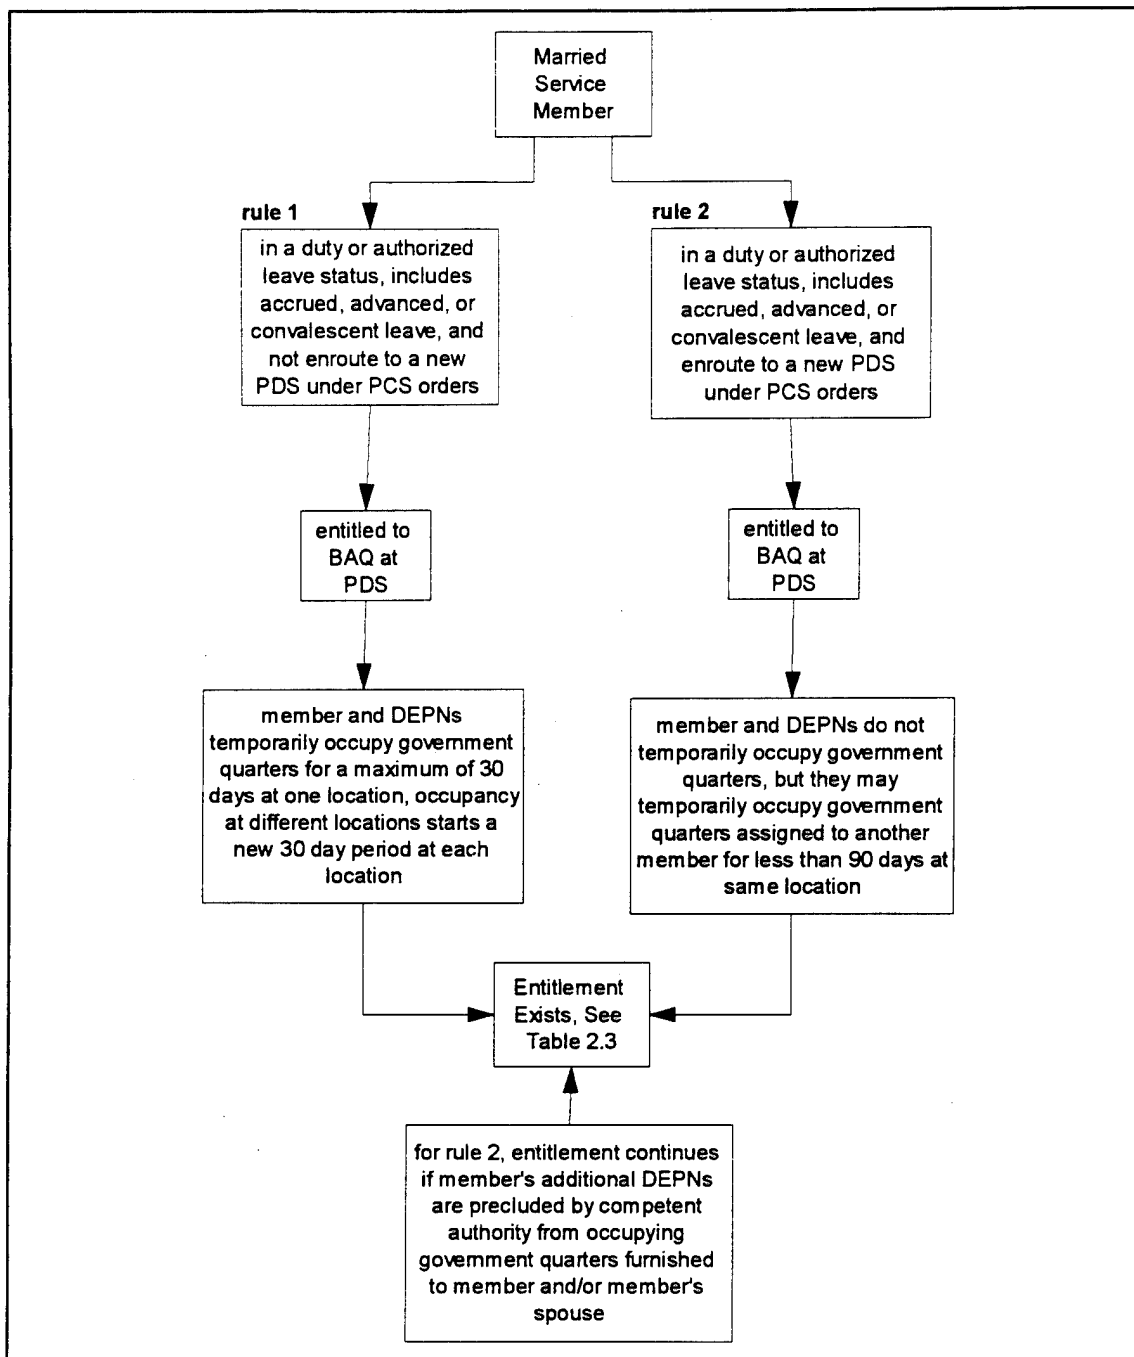 Married
Service
Member
rule 1
in a duty or authorized
leave status, includes
accrued, advanced, or
convalescent leave, and
not enroute to a new
PDS under PCS orders
rule 2
in a duty or authorized
leave status, includes
accrued, advanced, or
convalescent leave, and
enroute to a new PDS
under PCS orders
entitled to
BAQ at
PDS
entitled to
BAQ at
PDS
member and DEPNs
temporarily occupy government
quarters for a maximum of 30
days at one location, occupancy
at different locations starts a
new 30 day period at each
location
member and DEPNs do not
temporarily occupy government
quarters, but they may
temporarily occupy government
quarters assigned to another
member for less than 90 days at
same location
Entitlement
Exists, See
Table 2.3
for rule 2, entitlement continues
if member's additional DEPNs
are precluded by competent
authority from occupying
government quarters furnished
to member and/or member's
spouse